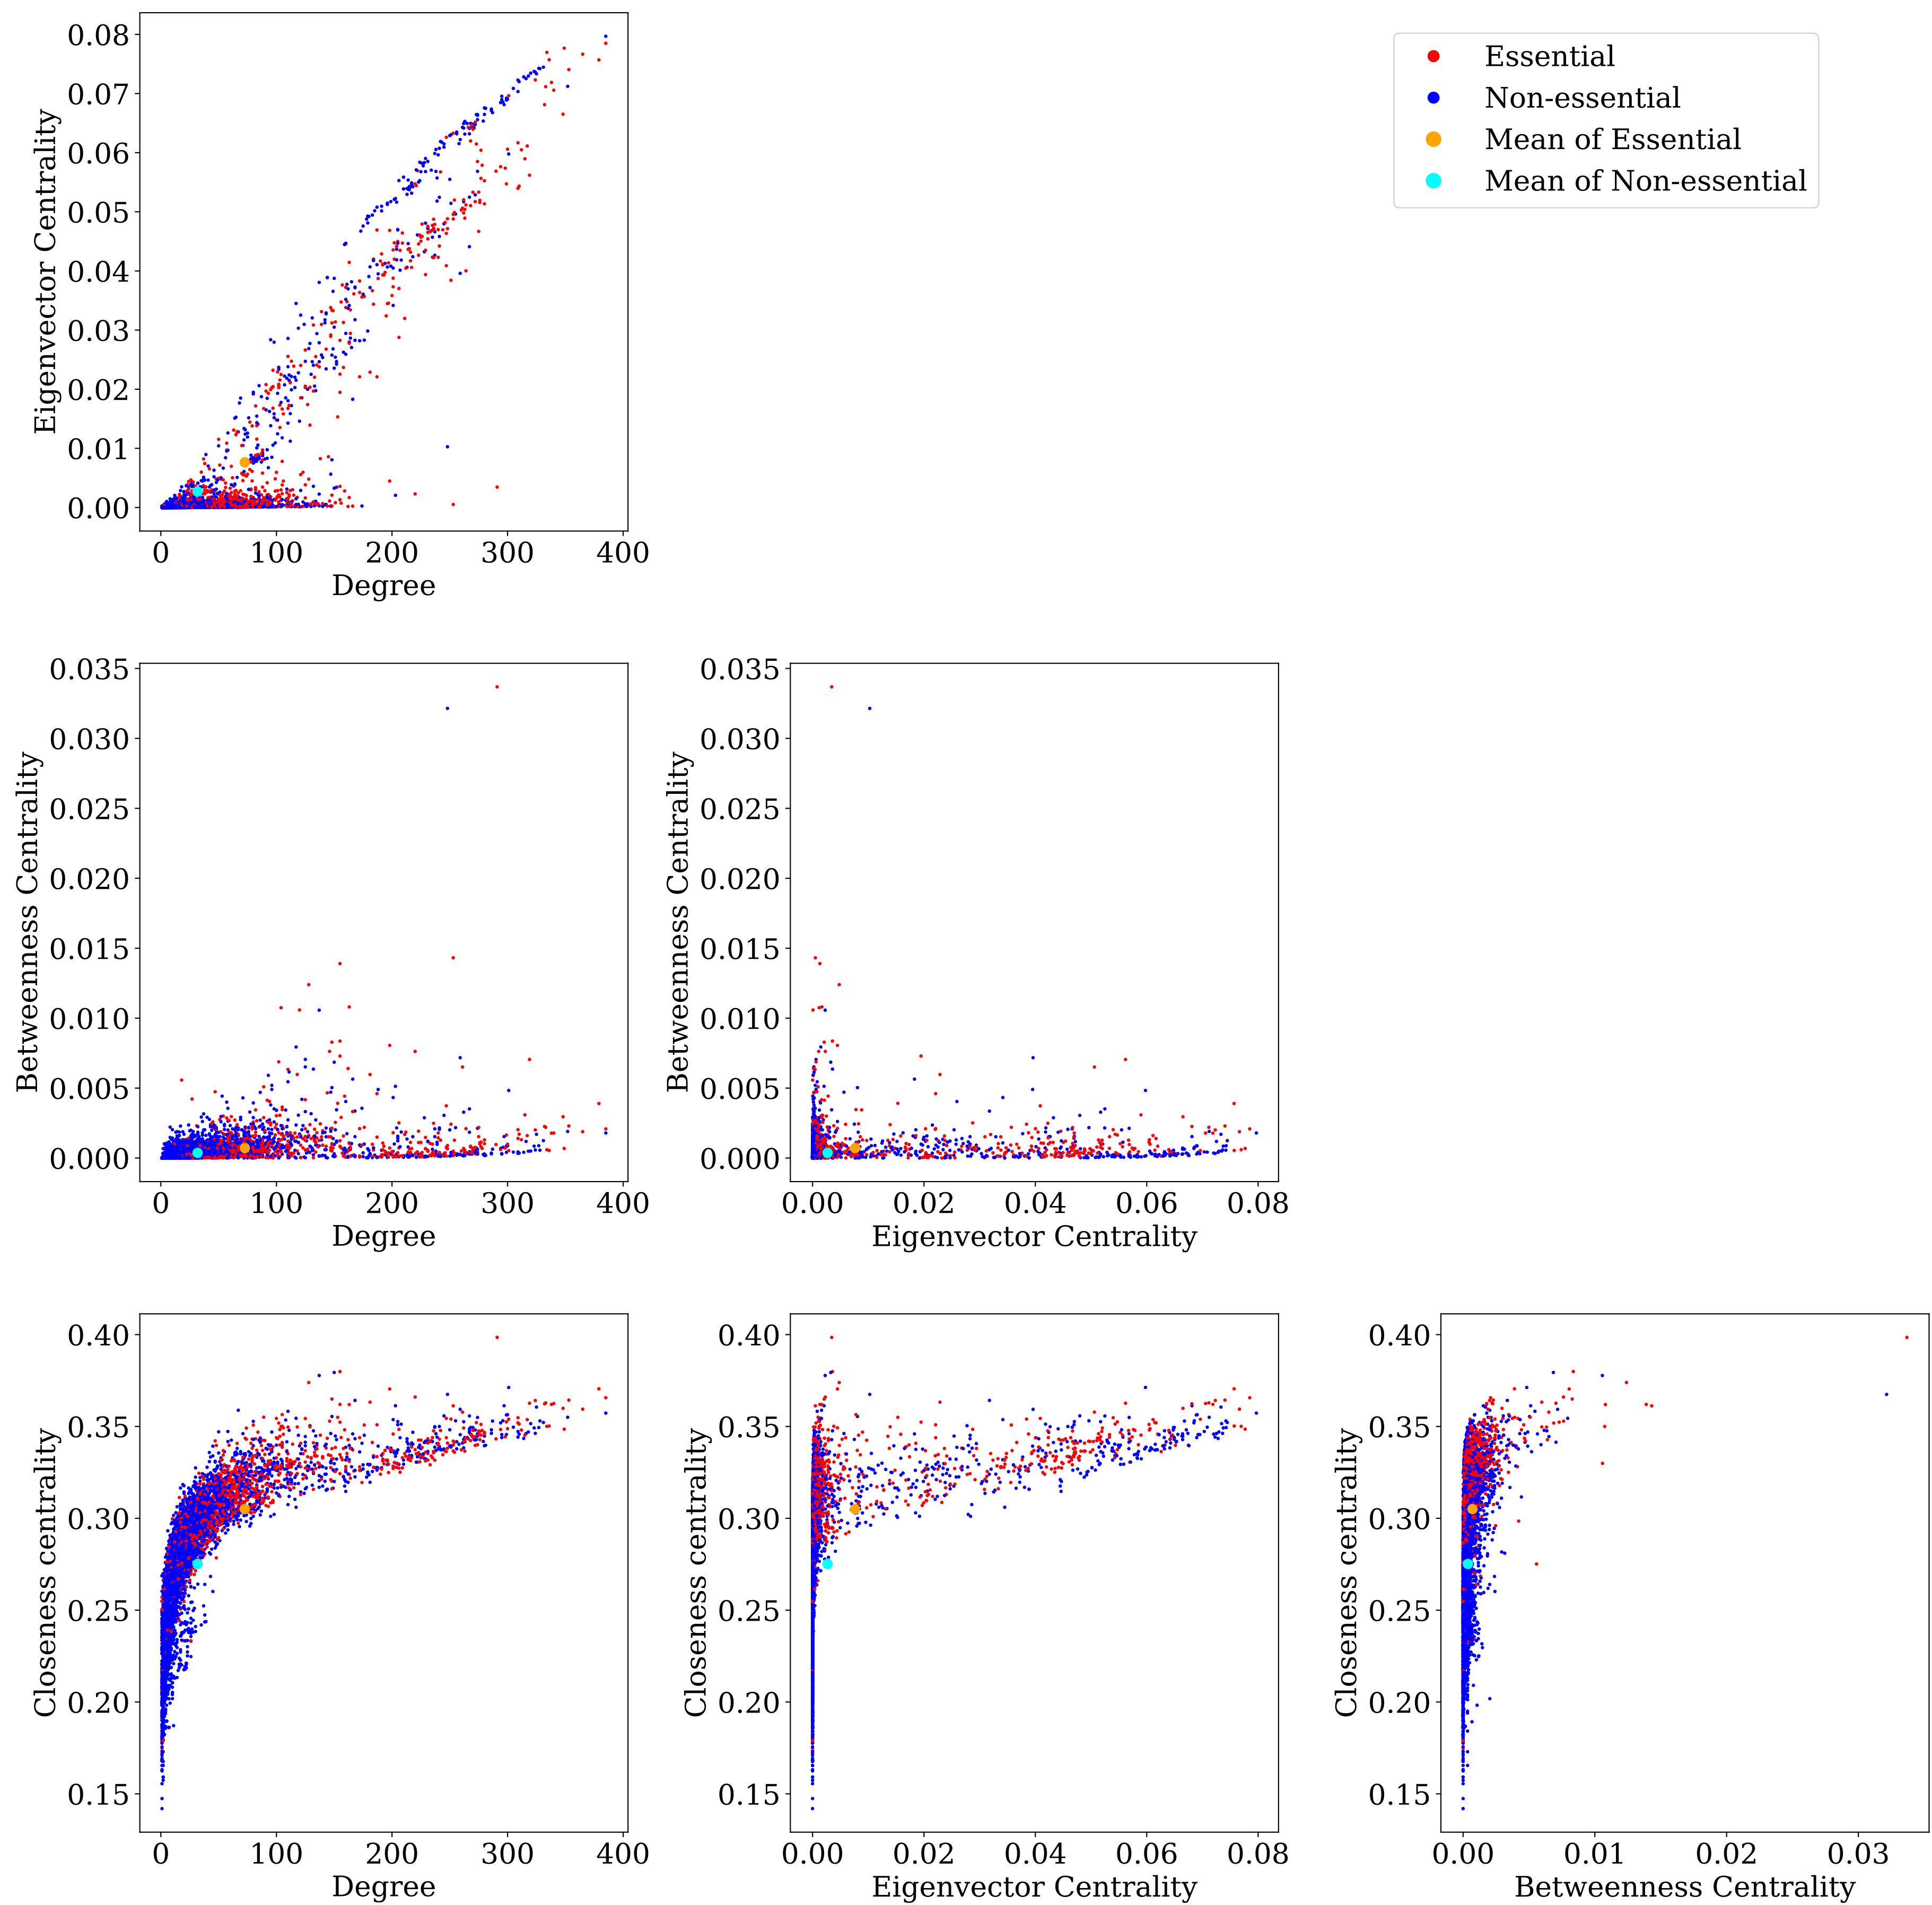 0.08
0.07
0.06
0.05
0.04
0.03
0.02
0.01
0.00
Eigenvector Centrality
0 100 200 300 400
Degree
Essential
Non-essential
Mean of Essential
Mean of Non-essential
0.035
0.030
0.025
0.020
0.015
0.010
0.005
0.000
Betweenness Centrality
0 100 200 300 400
Degree
0.035
0.030
0.025
0.020
0.015
0.010
0.005
0.000
Betweenness Centrality
0.00 0.02 0.04 0.06 0.08
Eigenvector Centrality
0.40
0.35
0.30
0.25
0.20
0.15
Closeness centrality
0 100 200 300 400
Degree
0.40
0.35
0.30
0.25
0.20
0.15
Closeness centrality
0.00 0.02 0.04 0.06 0.08
Eigenvector Centrality
0.40
0.35
0.30
0.25
0.20
0.15
Closeness centrality
0.00 0.01 0.02 0.03
Betweenness Centrality